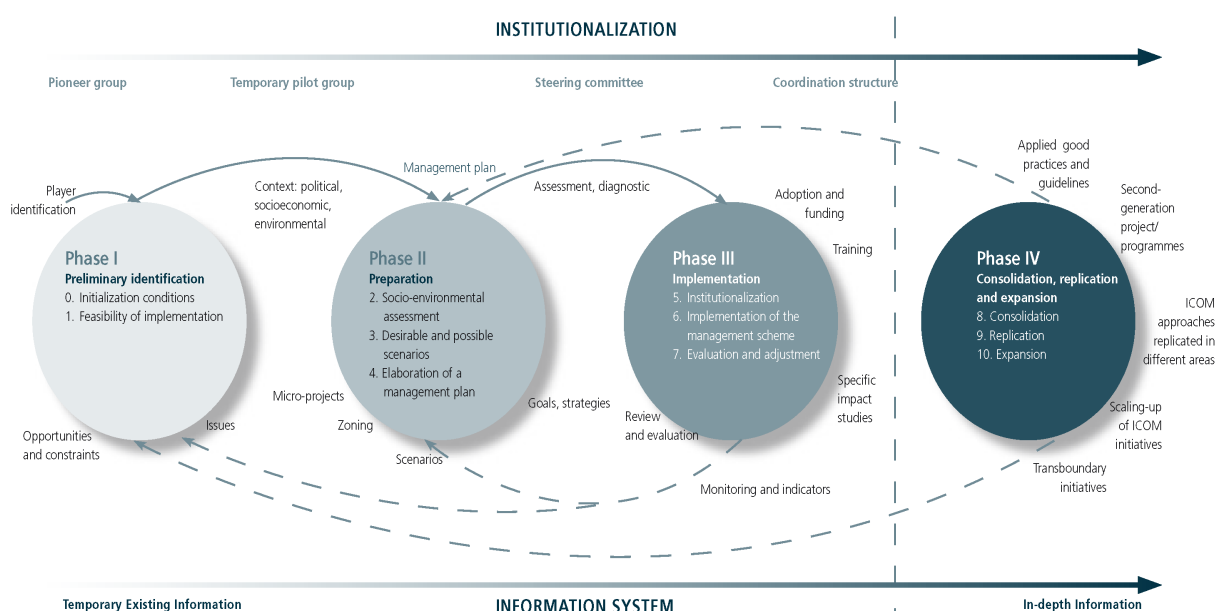 INSTITUTIONALIZATION
Pioneer group
Temporary pilot group
Steering committee
Coordination structure
Player
identification
Context: political,
socioeconomic,
environmental
Management plan
Assessment, diagnostic
Adoption and
funding
Training
Applied good
practices and
guidelines
Second-
generation
project/
programmes
Phase I
Preliminary identification
0. Initialization conditions
1. Feasibility of implementation
Phase II
Preparation
2. Socio-environmental
assessment
3. Desirable and possible
scenarios
4. Elaboration of a
management plan
Phase III
Implementation
5. Institutionalization
6. Implementation of the
management scheme
7. Evaluation and adjustment
Phase IV
Consolidation, replication
and expansion
8. Consolidation
9. Replication
10. Expansion
ICOM
approaches
replicated in
different areas
Opportunities
and constraints
Issues
Micro-projects
Zoning
Scenarios
Goals, strategies
Review
and evaluation
Specific
impact
studies
Monitoring and indicators
Scaling-up
of ICOM
initiatives
Transboundary
initiatives
Temporary Existing Information
INFORMATION SYSTEM
In-depth Information